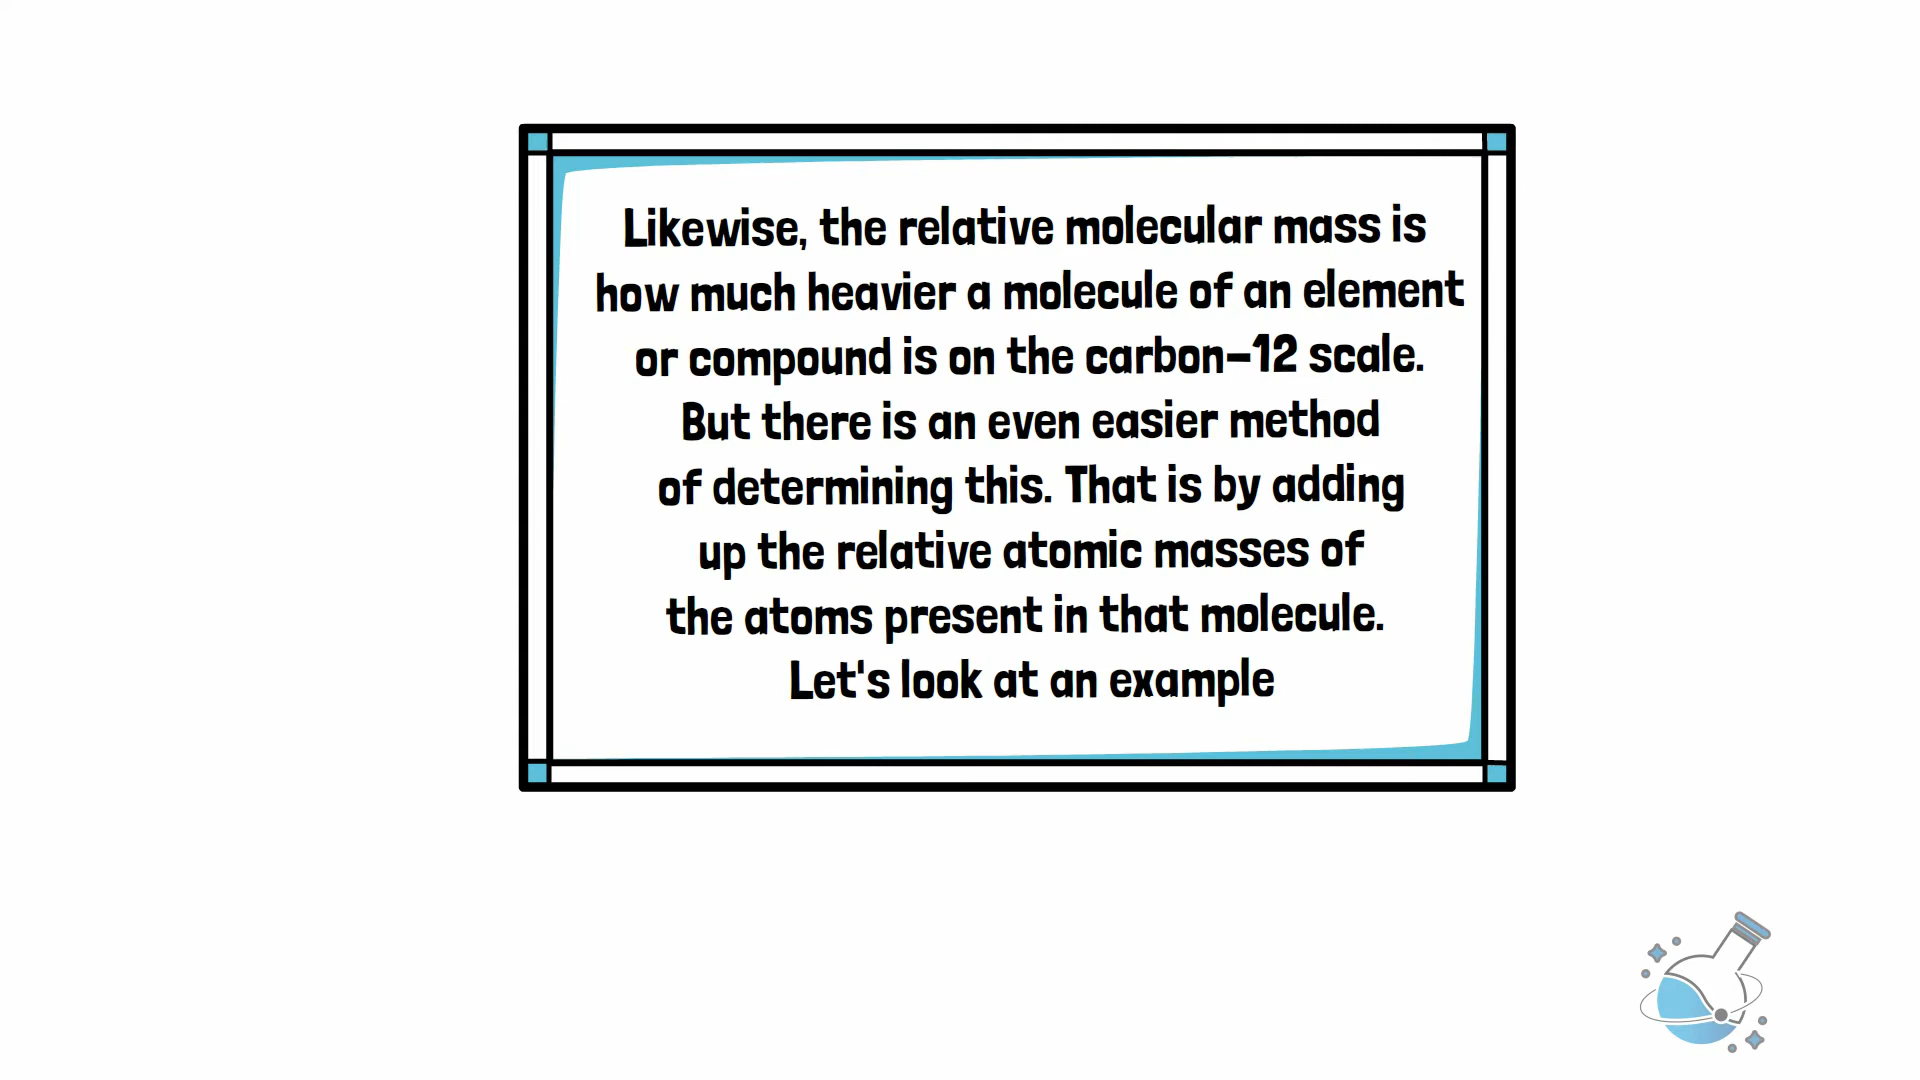 Likewise, the relative molecular mass is
how much heavier a molecule of an element
or compound is on the carbon-12 scale.
But there is an even easier method
of determining this. That is by adding
up the relative atomic masses of
the atoms present in that molecule.
Let's look at an example